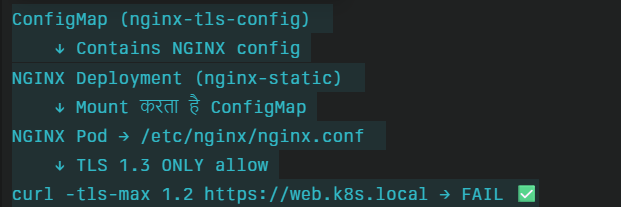 ConfigMap (nginx-tls-config)
↓ Contains NGINX config
NGINX Deployment (nginx-static)
↓ Mount करता है ConfigMap
NGINX Pod → /etc/nginx/nginx.conf
↓ TLS 1.3 ONLY allow
curl -tls-max 1.2 https://web.k8s.local → FAIL ✅